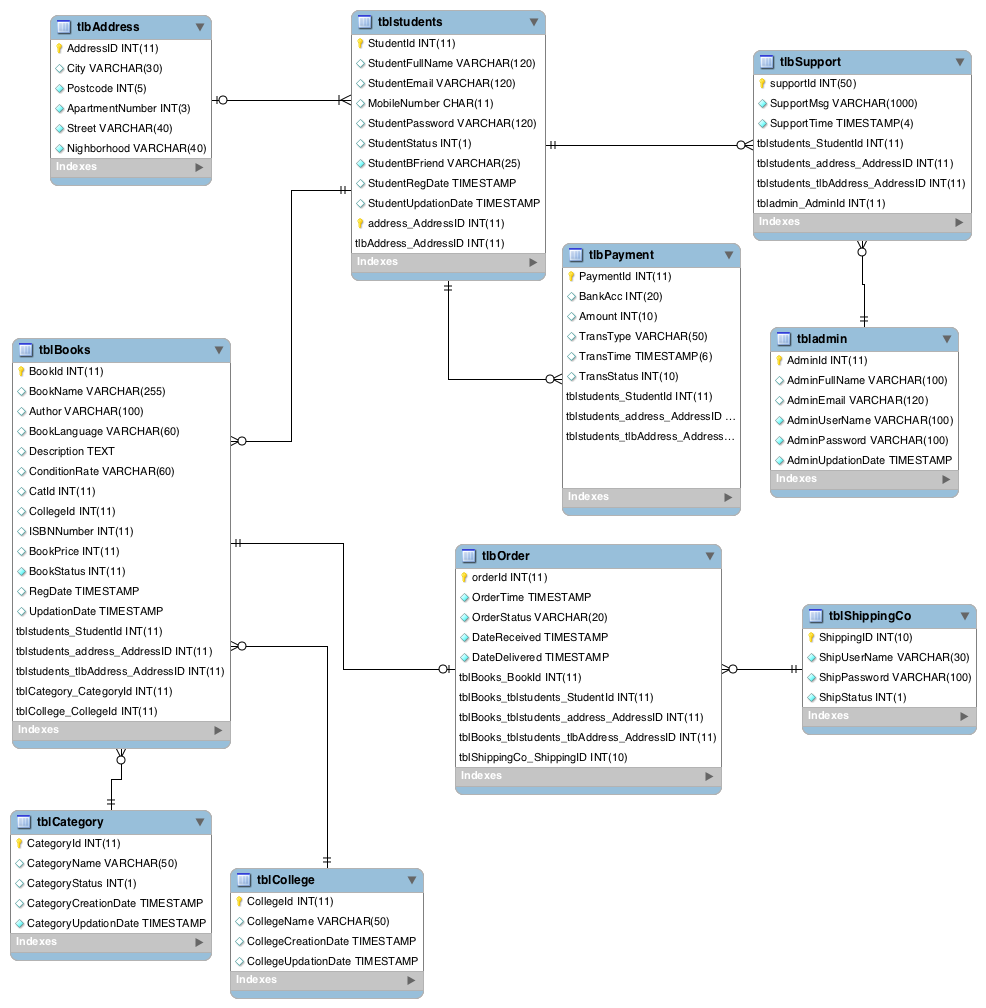 tlbAddress
AddressID INT(11)
City VARCHAR(30)
Postcode INT(5)
ApartmentNumber INT(3)
Street VARCHAR(40)
Nighborhood VARCHAR(40)
Indexes
tblstudents
StudentId INT(11)
StudentFullName VARCHAR(120)
StudentEmail VARCHAR(120)
MobileNumber CHAR(11)
StudentPassword VARCHAR(120)
StudentStatus INT(1)
StudentBFriend VARCHAR(25)
StudentRegDate TIMESTAMP
StudentUpdationDate TIMESTAMP
address_AddressID INT(11)
tlbAddress_AddressID INT(11)
Indexes
tlbSupport
supportId INT(50)
SupportMsg VARCHAR(1000)
SupportTime TIMESTAMP(4)
tblstudents_StudentId INT(11)
tblstudents_address_AddressID INT(11)
tblstudents_tlbAddress_AddressID INT(11)
tbladmin_AdminId INT(11)
Indexes
tlbPayment
PaymentId INT(11)
BankAcc INT(20)
Amount INT(10)
TransType VARCHAR(50)
TransTime TIMESTAMP(6)
TransStatus INT(10)
tblstudents_StudentId INT(11)
tblstudents_address_AddressID ...
tblstudents_tlbAddress_Address...
Indexes
tbladmin
AdminId INT(11)
AdminFullName VARCHAR(100)
AdminEmail VARCHAR(120)
AdminUserName VARCHAR(100)
AdminPassword VARCHAR(100)
AdminUpdationDate TIMESTAMP
Indexes
tblBooks
BookId INT(11)
BookName VARCHAR(255)
Author VARCHAR(100)
BookLanguage VARCHAR(60)
Description TEXT
ConditionRate VARCHAR(60)
CatId INT(11)
CollegeId INT(11)
ISBNNumber INT(11)
BookPrice INT(11)
BookStatus INT(11)
RegDate TIMESTAMP
UpdationDate TIMESTAMP
tblstudents_StudentId INT(11)
tblstudents_address_AddressID INT(11)
tblstudents_tlbAddress_AddressID INT(11)
tblCategory_CategoryId INT(11)
tblCollege_CollegeId INT(11)
Indexes
tlbOrder
orderId INT(11)
OrderTime TIMESTAMP
OrderStatus VARCHAR(20)
DateReceived TIMESTAMP
DateDelivered TIMESTAMP
tblBooks_BookId INT(11)
tblBooks_tblstudents_StudentId INT(11)
tblBooks_tblstudents_address_AddressID INT(11)
tblBooks_tblstudents_tlbAddress_AddressID INT(11)
tblShippingCo_ShippingID INT(10)
Indexes
tblShippingCo
ShippingID INT(10)
ShipUserName VARCHAR(30)
ShipPassword VARCHAR(100)
ShipStatus INT(1)
Indexes
tblCategory
CategoryId INT(11)
CategoryName VARCHAR(50)
CategoryStatus INT(1)
CategoryCreationDate TIMESTAMP
CategoryUpdationDate TIMESTAMP
Indexes
tblCollege
CollegeId INT(11)
CollegeName VARCHAR(50)
CollegeCreationDate TIMESTAMP
CollegeUpdationDate TIMESTAMP
Indexes